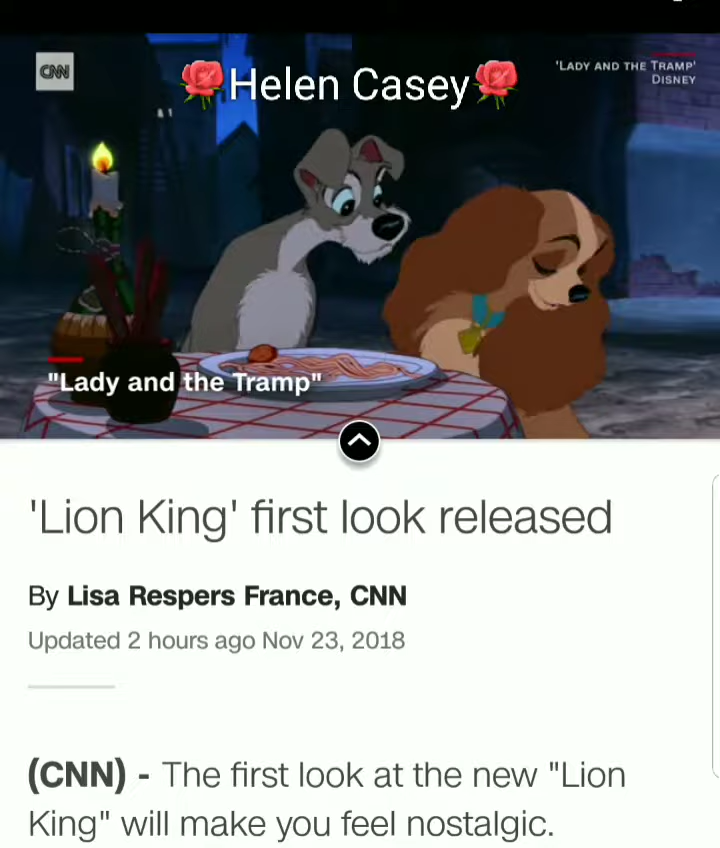 CNN
🌹Helen Casey🌹
'LADY AND THE TRAMP'
DISNEY
"Lady and the Tramp"
'Lion King' first look released
By Lisa Respers France, CNN
Updated 2 hours ago Nov 23, 2018
(CNN) - The first look at the new "Lion
King" will make you feel nostalgic.